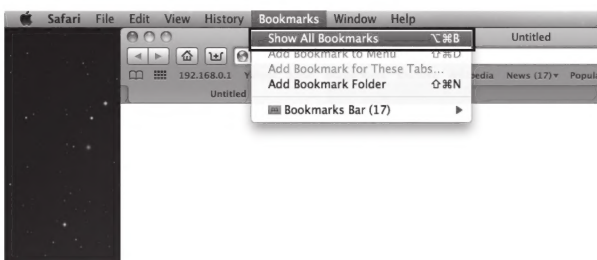 Safari File Edit View History Bookmarks Window Help
Show All Bookmarks ⌥⌘B
Untitled
Add Bookmark to Menu ⇧⌘D
Add Bookmark for These Tabs...
192.168.0.1
News (17)▾
Add Bookmark Folder ⇧⌘N
Untitled
Bookmarks Bar (17) ▶